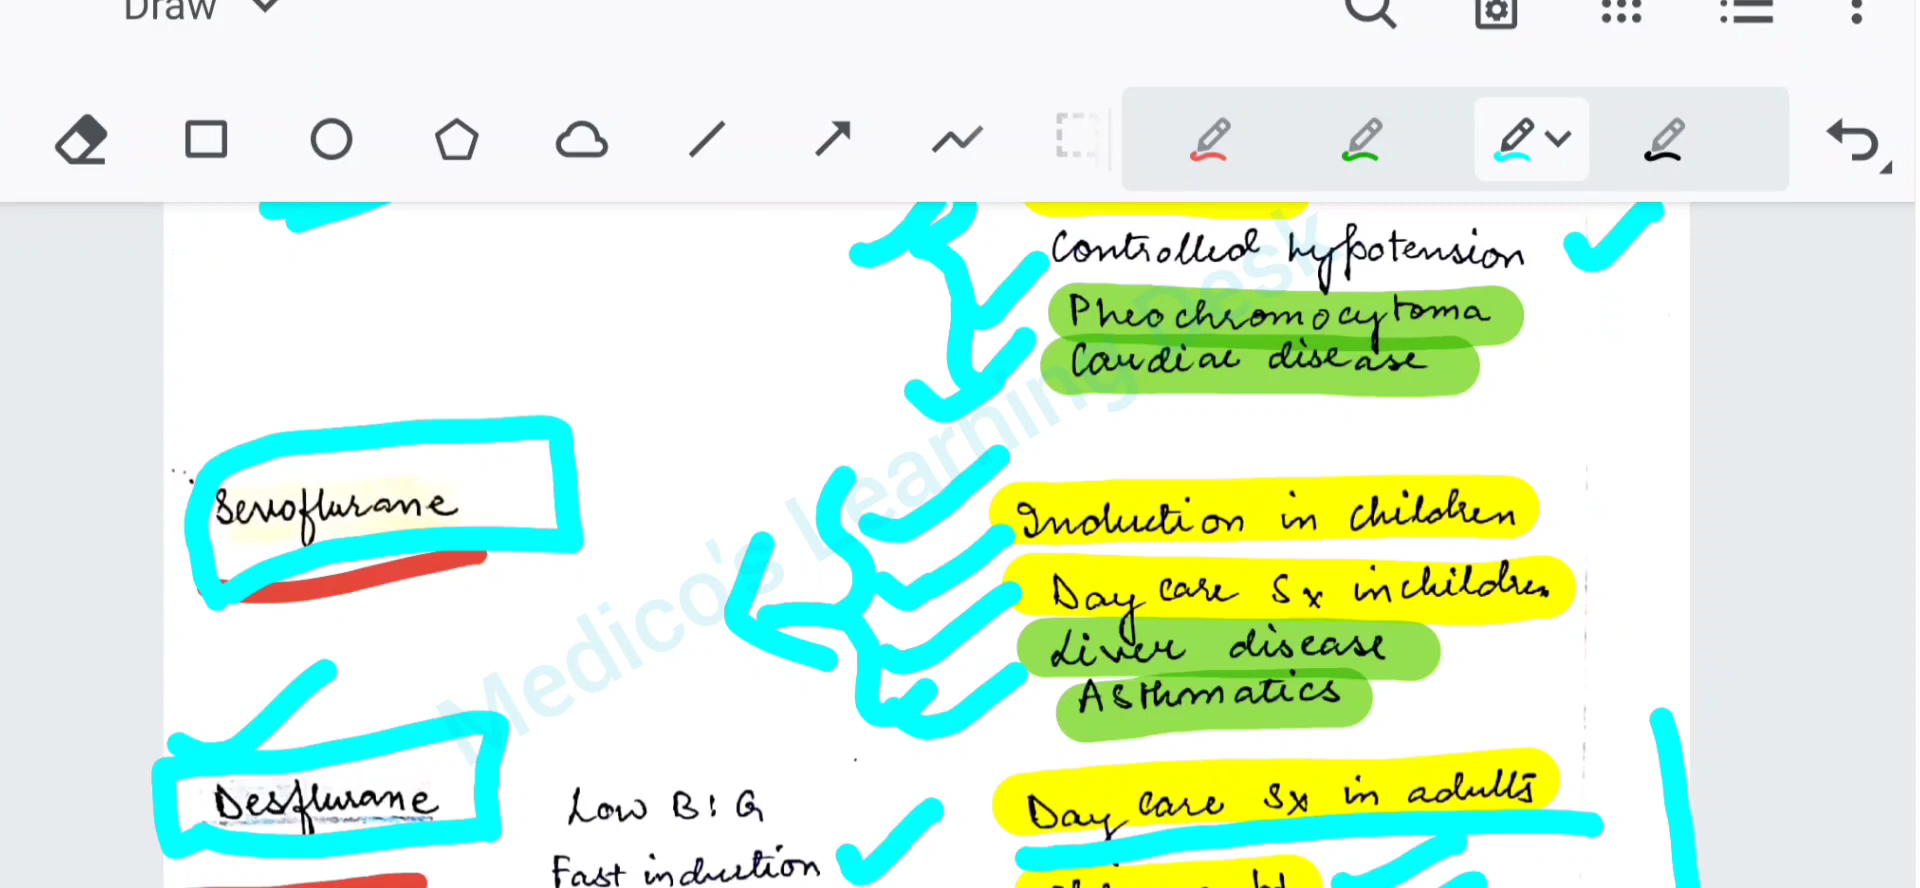 Draw
Controlled hypotension
Pheochromocytoma
Cardiac disease
Sevoflurane
Induction in children
Day care Sx in children
Liver disease
Asthmatics
Desflurane
Low B:G
Day care Sx in adults
Fast induction
Medico's Learning Desk